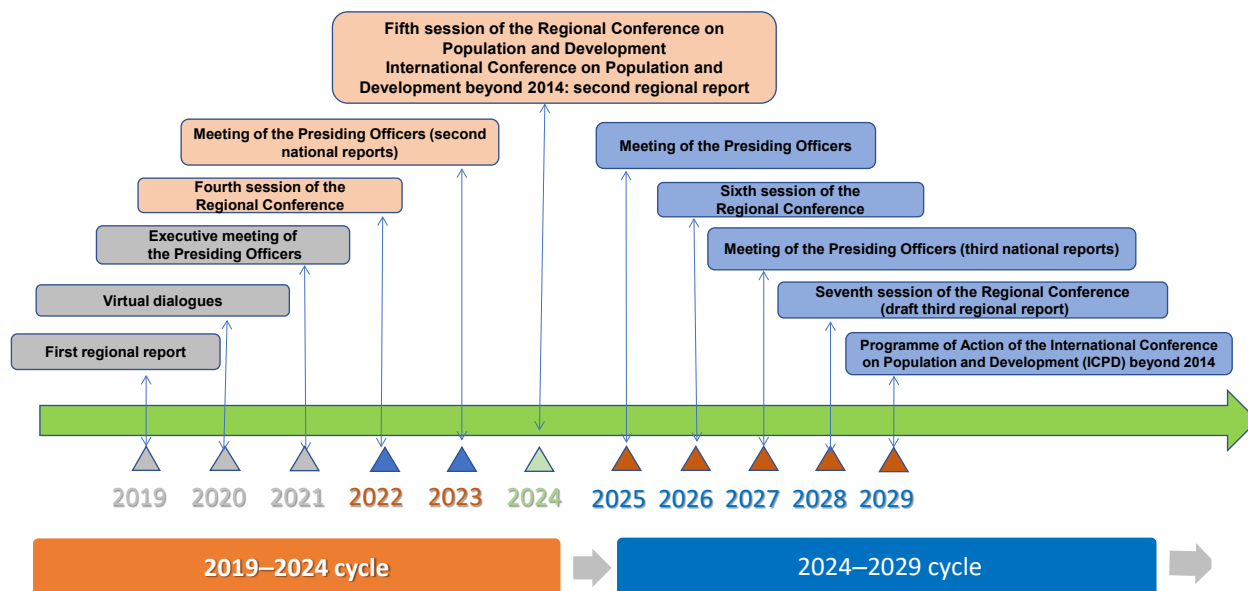 Fifth session of the Regional Conference on
Population and Development
International Conference on Population and
Development beyond 2014: second regional report
Meeting of the Presiding Officers (second
national reports)
Fourth session of the
Regional Conference
Executive meeting of
the Presiding Officers
Virtual dialogues
First regional report
Meeting of the Presiding Officers
Sixth session of the
Regional Conference
Meeting of the Presiding Officers (third national reports)
Seventh session of the Regional Conference
(draft third regional report)
Programme of Action of the International Conference
on Population and Development (ICPD) beyond 2014
2019 2020 2021 2022 2023 2024 2025 2026 2027 2028 2029
2019–2024 cycle
2024–2029 cycle